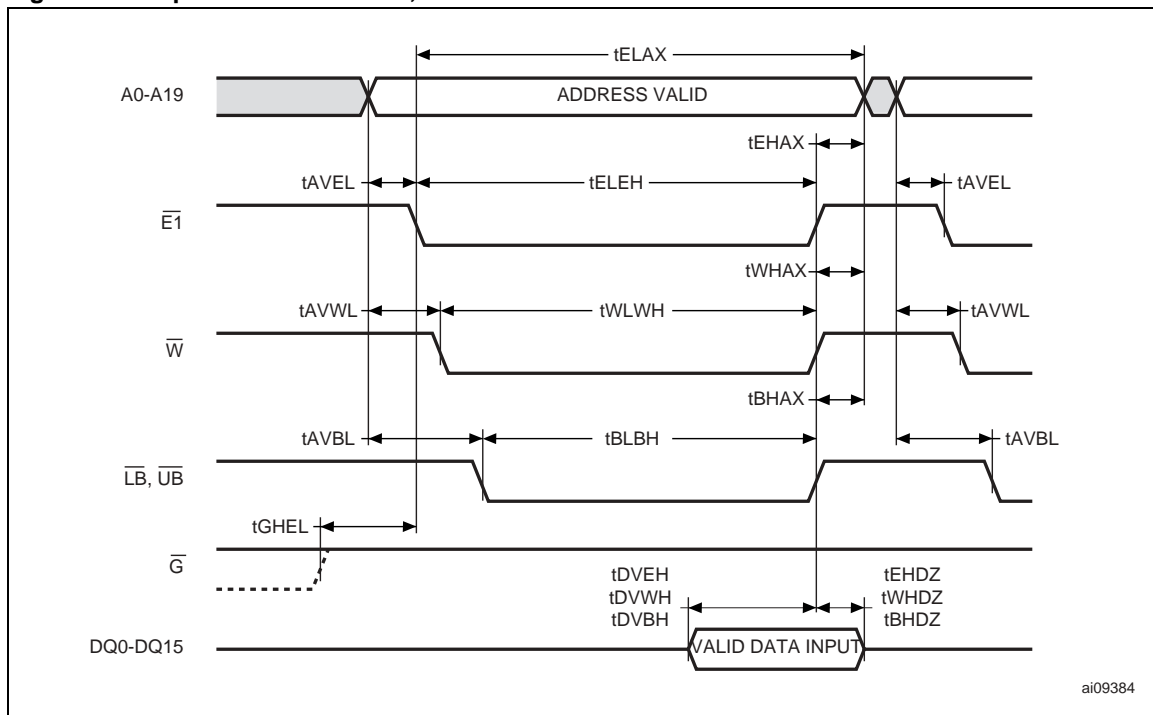 tELAX
A0-A19 ADDRESS VALID
tEHAX
tAVEL tELEH tAVEL
E1
tWHAX
tAVWL tWLWH tAVWL
W
tBHAX
tAVBL tBLBH tAVBL
LB, UB
tGHEL
G
tDVEH tEHDZ
tDVWH tWHDZ
tDVBH tBHDZ
DQ0-DQ15 VALID DATA INPUT
ai09384